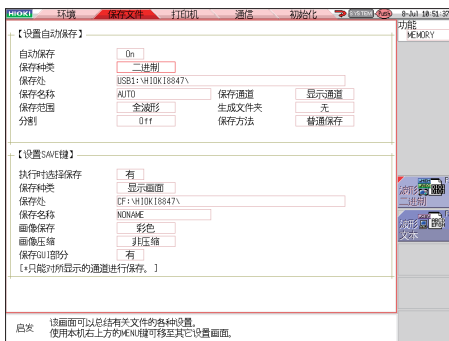 HIOKI 环境 保存文件 打印机 通信 初始化 SYSTEM 8-Jul 10:51:37
功能
MEMORY
【设置自动保存】
自动保存 On
保存种类 二进制
保存处 USB1:\HIOKI8847\
保存名称 AUTO 保存通道 显示通道
保存范围 全波形 生成文件夹 无
分割 Off 保存方法 普通保存
【设置SAVE键】
执行时选择保存 有
保存种类 显示画面
保存处 CF:\HIOKI8847\
保存名称 NONAME
画像保存 彩色
画像压缩 非压缩
保存GUI部分 有
[*只能对所显示的通道进行保存。]
波形
二进制
波形
文本
启发 该画面可以总结有关文件的各种设置。
使用本机右上方的MENU键可移至其它设置画面。